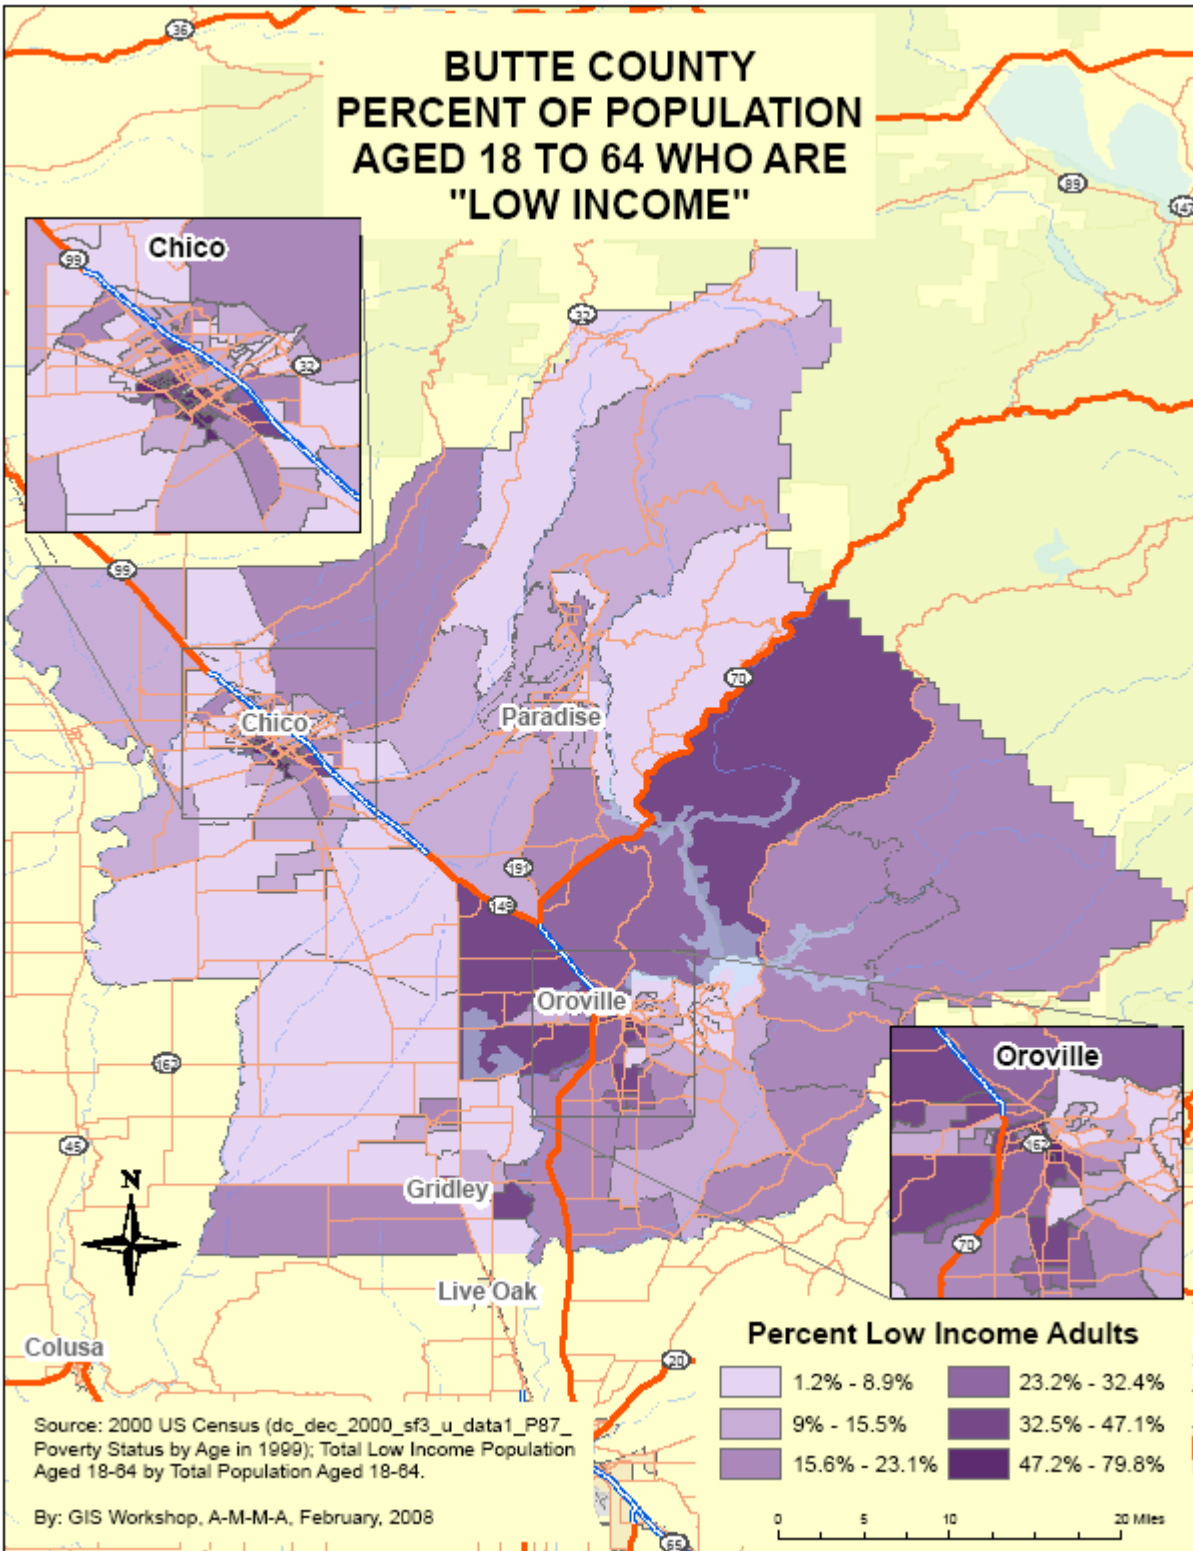 36
BUTTE COUNTY
PERCENT OF POPULATION
AGED 18 TO 64 WHO ARE
"LOW INCOME"
89
147
Chico
99
32
32
99
70
Chico
Paradise
191
149
Oroville
162
Oroville
162
45
N
Gridley
70
Live Oak
Colusa
20
Percent Low Income Adults
1.2% - 8.9%
23.2% - 32.4%
9% - 15.5%
32.5% - 47.1%
15.6% - 23.1%
47.2% - 79.8%
Source: 2000 US Census (dc_dec_2000_sf3_u_data1_P87_
Poverty Status by Age in 1999); Total Low Income Population
Aged 18-64 by Total Population Aged 18-64.
By: GIS Workshop, A-M-M-A, February, 2008
0 5 10 20 Miles
65